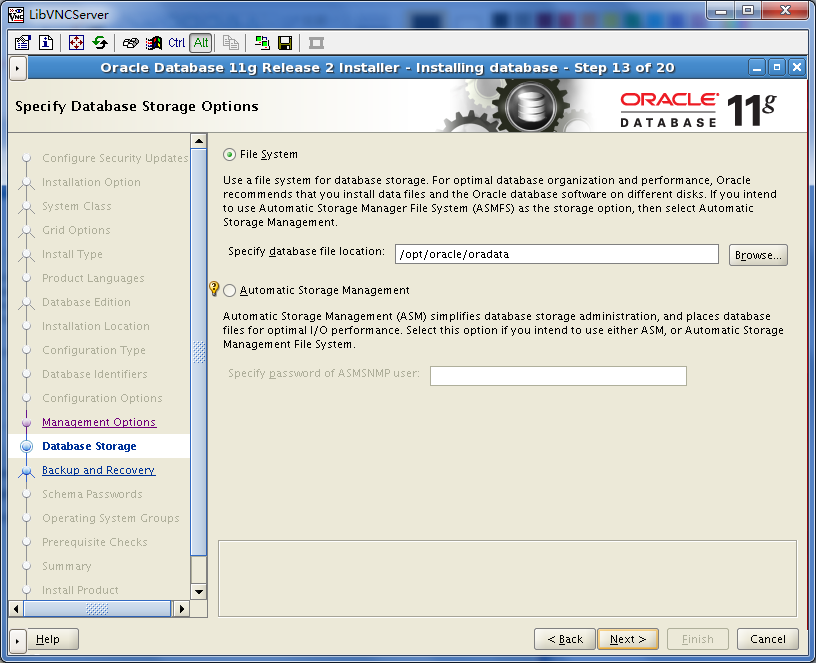 LibVNCServer
Ctrl Alt
Oracle Database 11g Release 2 Installer - Installing database - Step 13 of 20
Specify Database Storage Options
ORACLE
DATABASE 11g
Configure Security Updates
Installation Option
System Class
Grid Options
Install Type
Product Languages
Database Edition
Installation Location
Configuration Type
Database Identifiers
Configuration Options
Management Options
Database Storage
Backup and Recovery
Schema Passwords
Operating System Groups
Prerequisite Checks
Summary
Install Product
File System
Use a file system for database storage. For optimal database organization and performance, Oracle
recommends that you install data files and the Oracle database software on different disks. If you intend
to use Automatic Storage Manager File System (ASMFS) as the storage option, then select Automatic
Storage Management.
Specify database file location: /opt/oracle/oradata Browse...
Automatic Storage Management
Automatic Storage Management (ASM) simplifies database storage administration, and places database
files for optimal I/O performance. Select this option if you intend to use either ASM, or Automatic Storage
Management File System.
Specify password of ASMSNMP user:
Help < Back Next > Finish Cancel